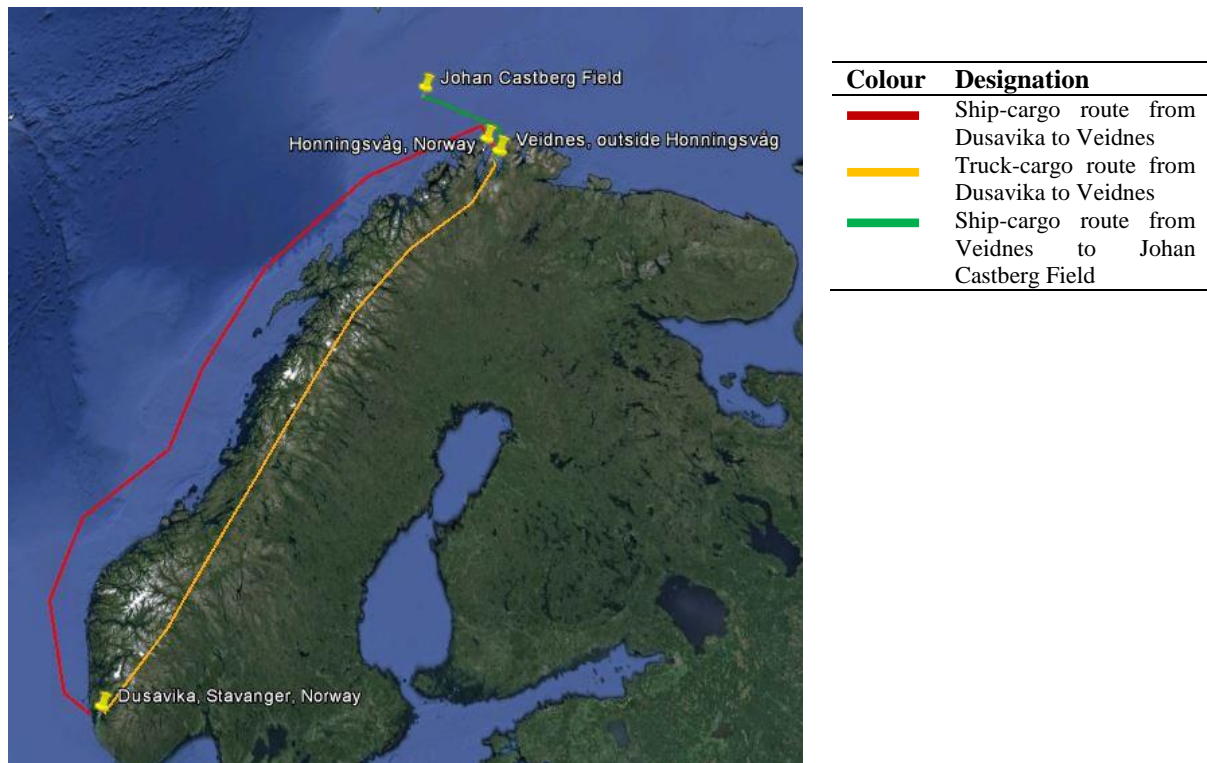 Johan Castberg Field
Honningsvåg, Norway
Veidnes, outside Honningsvåg
Dusavika, Stavanger, Norway
Colour Designation
Ship-cargo route from
Dusavika to Veidnes
Truck-cargo route from
Dusavika to Veidnes
Ship-cargo route from
Veidnes to Johan
Castberg Field